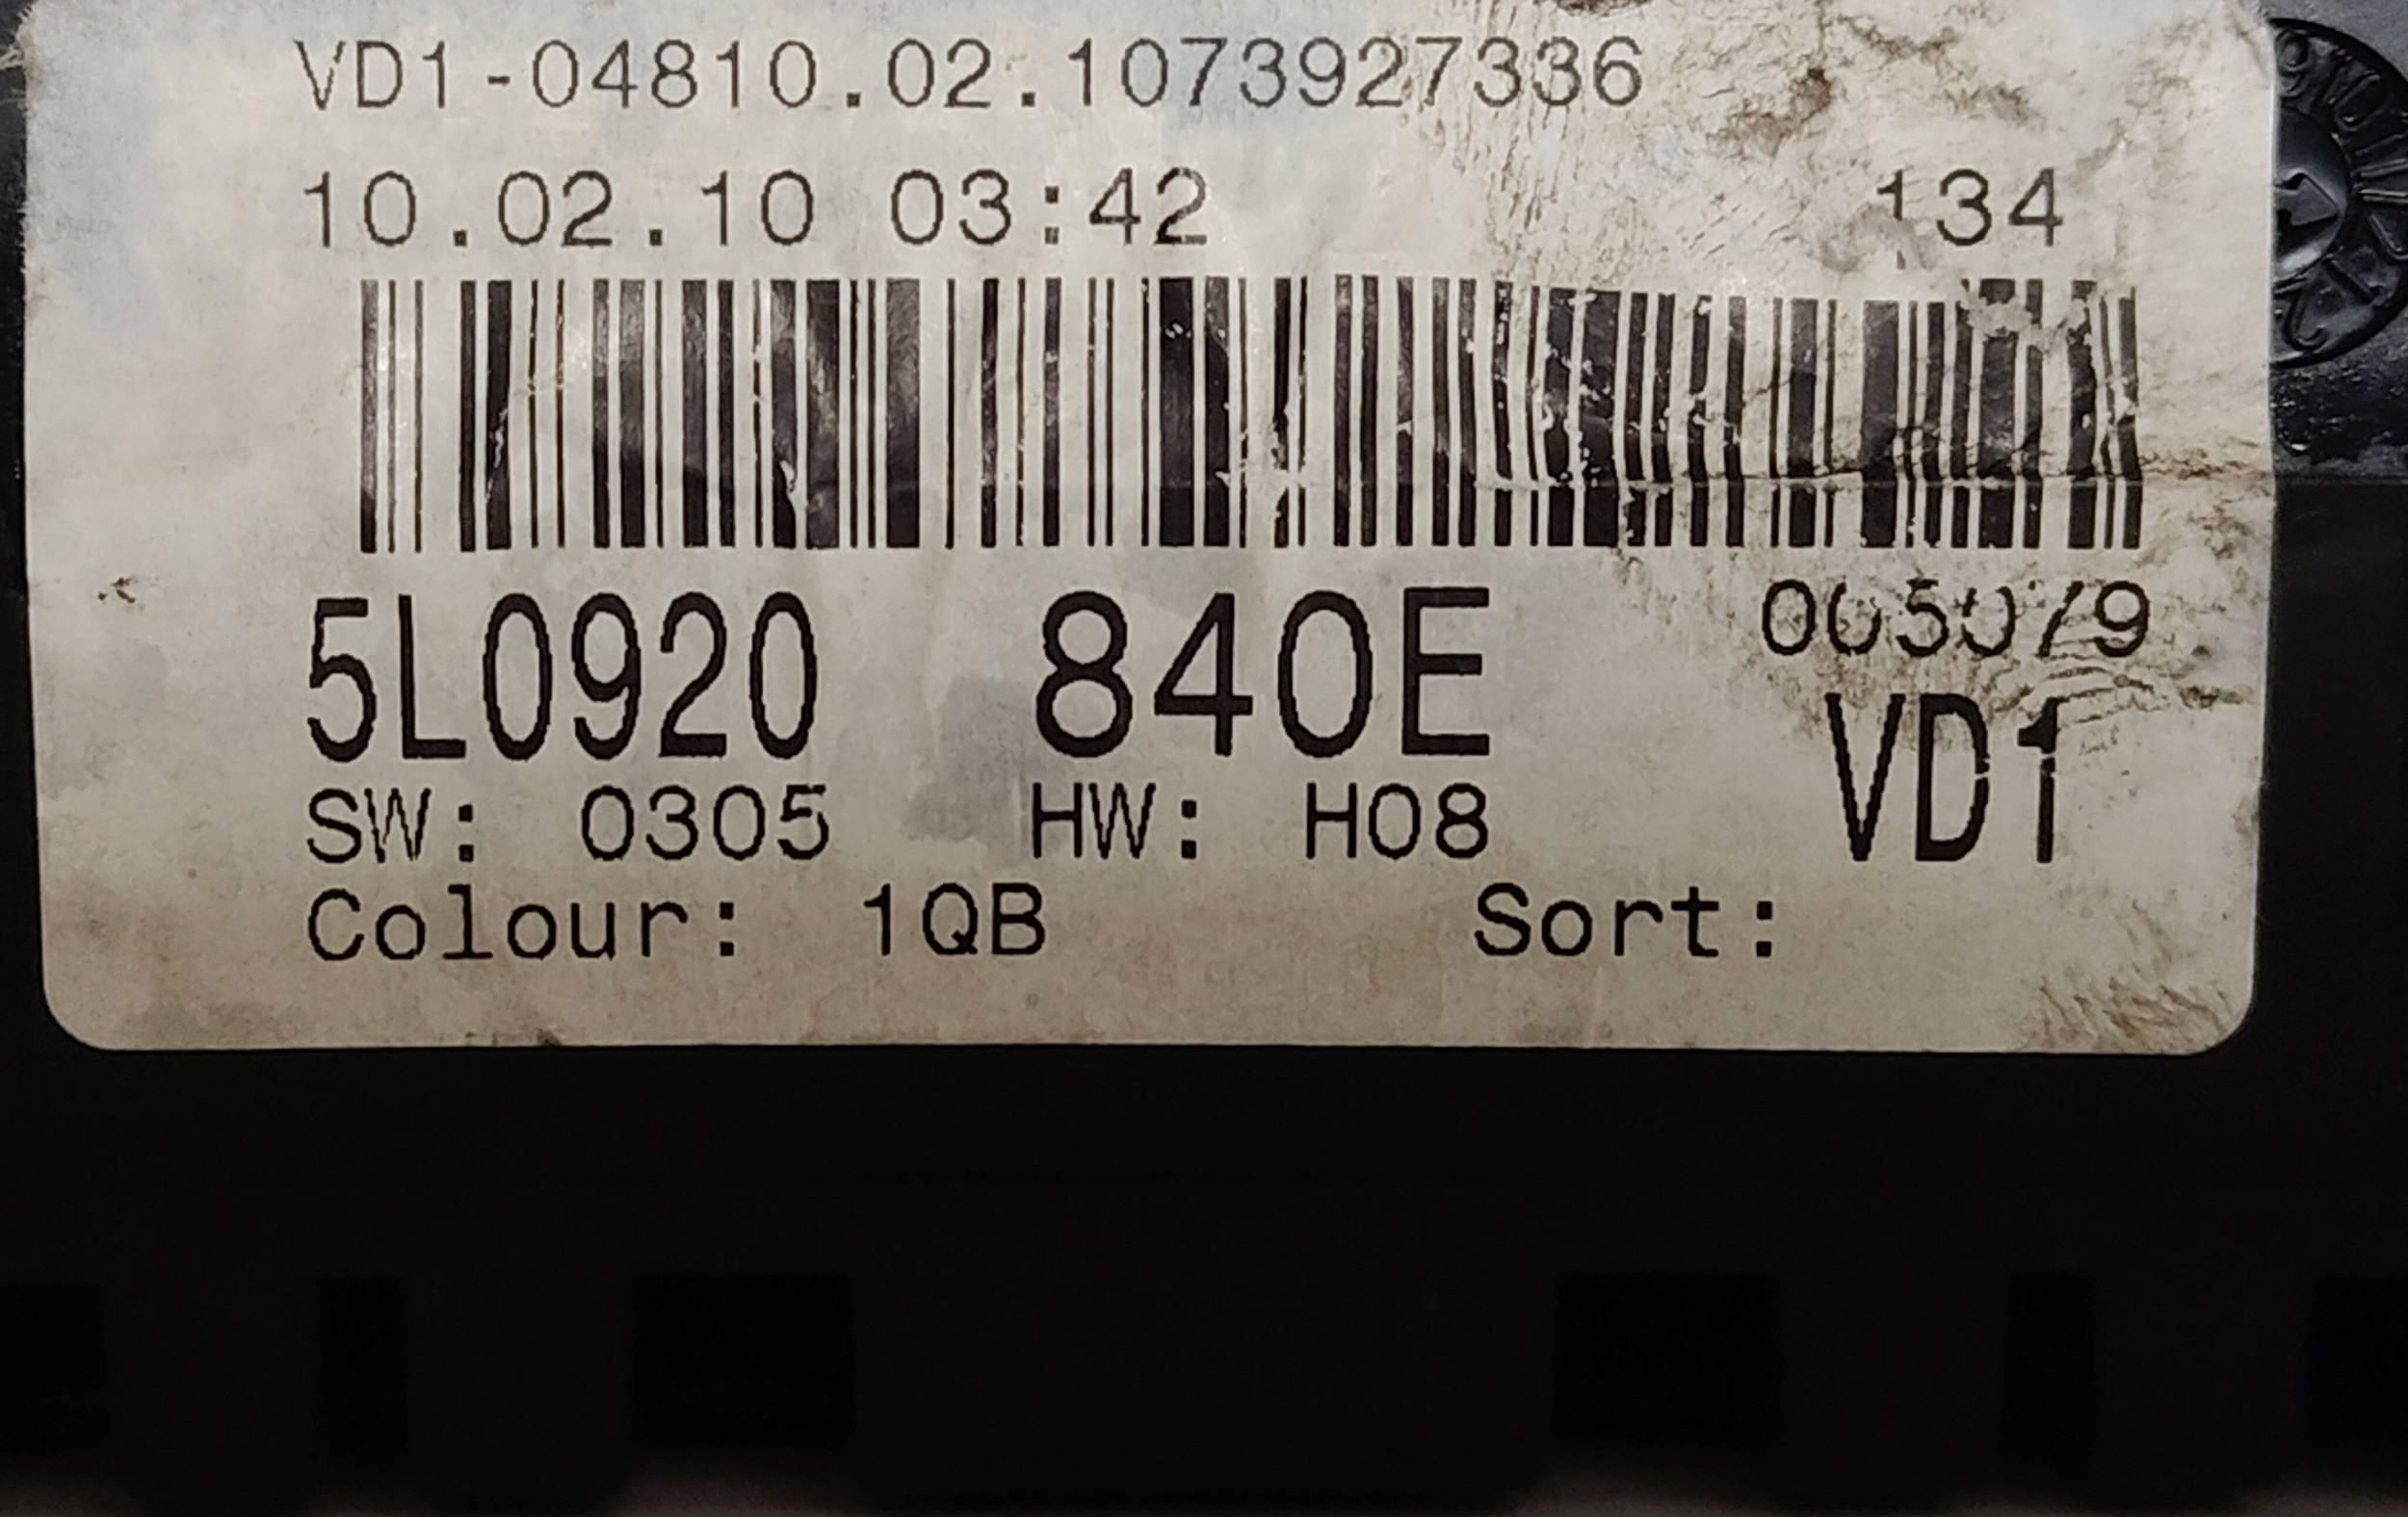 VD1-04810.02.1073927336
10.02.10 03:42 134
5L0920 840E 005079
SW: 0305 HW: H08 VD1
Colour: 1QB Sort: